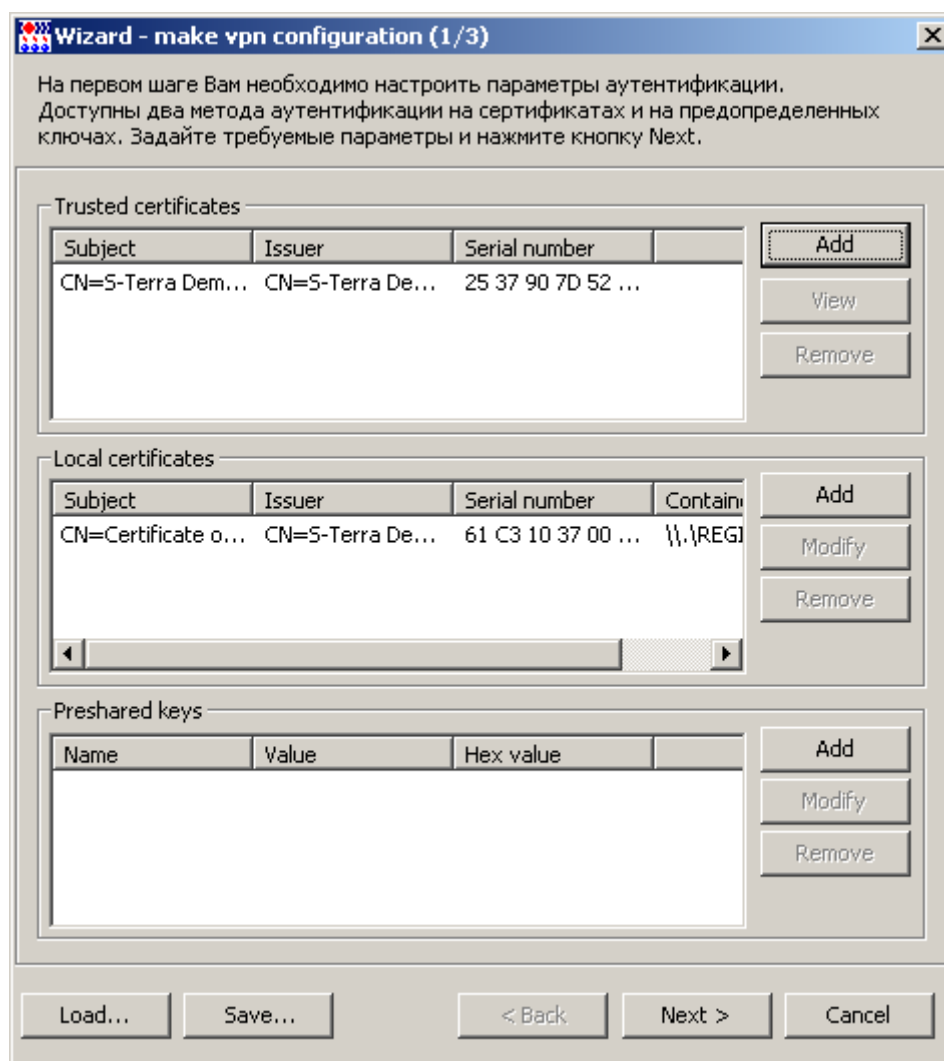 Wizard - make vpn configuration (1/3)
На первом шаге Вам необходимо настроить параметры аутентификации.
Доступны два метода аутентификации на сертификатах и на предопределенных
ключах. Задайте требуемые параметры и нажмите кнопку Next.
Trusted certificates
Subject Issuer Serial number
CN=S-Terra Dem... CN=S-Terra De... 25 37 90 7D 52 ...
Add
View
Remove
Local certificates
Subject Issuer Serial number Contain
CN=Certificate o... CN=S-Terra De... 61 C3 10 37 00 ... \\.\REGI
Add
Modify
Remove
Preshared keys
Name Value Hex value
Add
Modify
Remove
Load... Save... < Back Next > Cancel